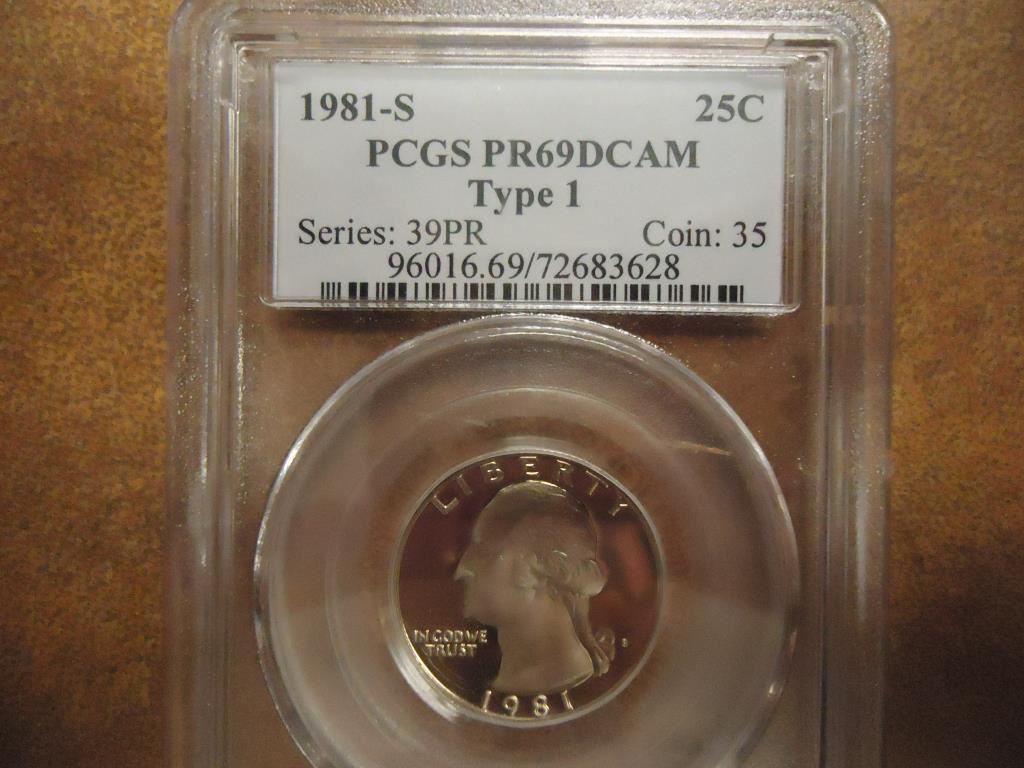 1981-S 25C
PCGS PR69DCAM
Type 1
Series: 39PR Coin: 35
96016.69/72683628
LIBERTY
IN GOD WE
TRUST
S
1981